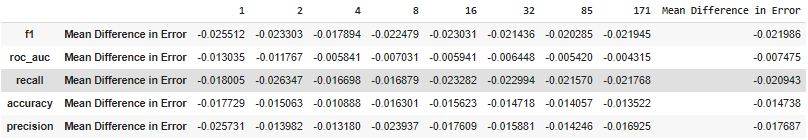 1 2 4 8 16 32 85 171 Mean Difference in Error
f1 Mean Difference in Error -0.025512 -0.023303 -0.017894 -0.022479 -0.023031 -0.021436 -0.020285 -0.021945 -0.021986
roc_auc Mean Difference in Error -0.013035 -0.011767 -0.005841 -0.007031 -0.005941 -0.006448 -0.005420 -0.004315 -0.007475
recall Mean Difference in Error -0.018005 -0.026347 -0.016698 -0.016879 -0.023282 -0.022994 -0.021570 -0.021768 -0.020943
accuracy Mean Difference in Error -0.017729 -0.015063 -0.010888 -0.016301 -0.015623 -0.014718 -0.014057 -0.013522 -0.014738
precision Mean Difference in Error -0.025731 -0.013982 -0.013180 -0.023937 -0.017609 -0.015881 -0.014246 -0.016925 -0.017687